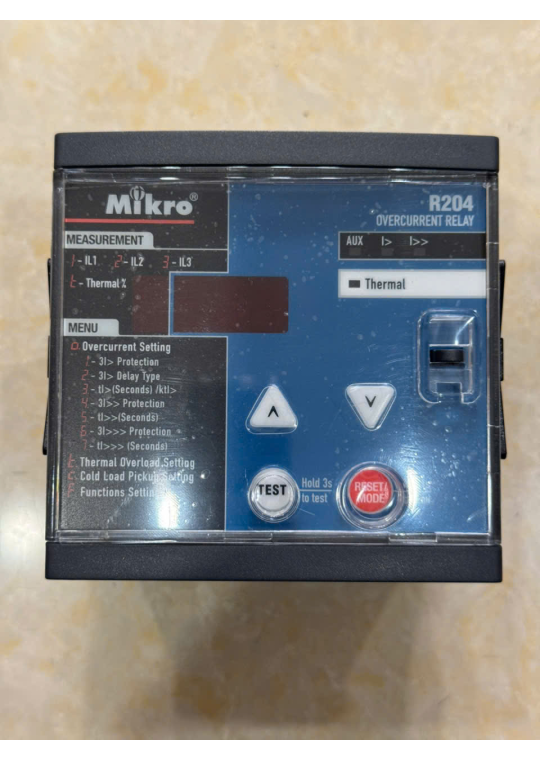 Mikro®
R204
OVERCURRENT RELAY
MEASUREMENT
AUX I> I>>
1 - IL1 2 - IL2 3 - IL3
t - Thermal %
Thermal
MENU
0 Overcurrent Setting
1 - 3I> Protection
2 - 3I> Delay Type
3 - tI>(Seconds) /ktI>
4 - 3I>> Protection
5 - tI>>(Seconds)
6 - 3I>>> Protection
- tI>>> (Seconds)
Thermal Overload Setting
Cold Load Pickup Setting
Functions Setting
TEST
Hold 3s
to test
RESET/
MODE